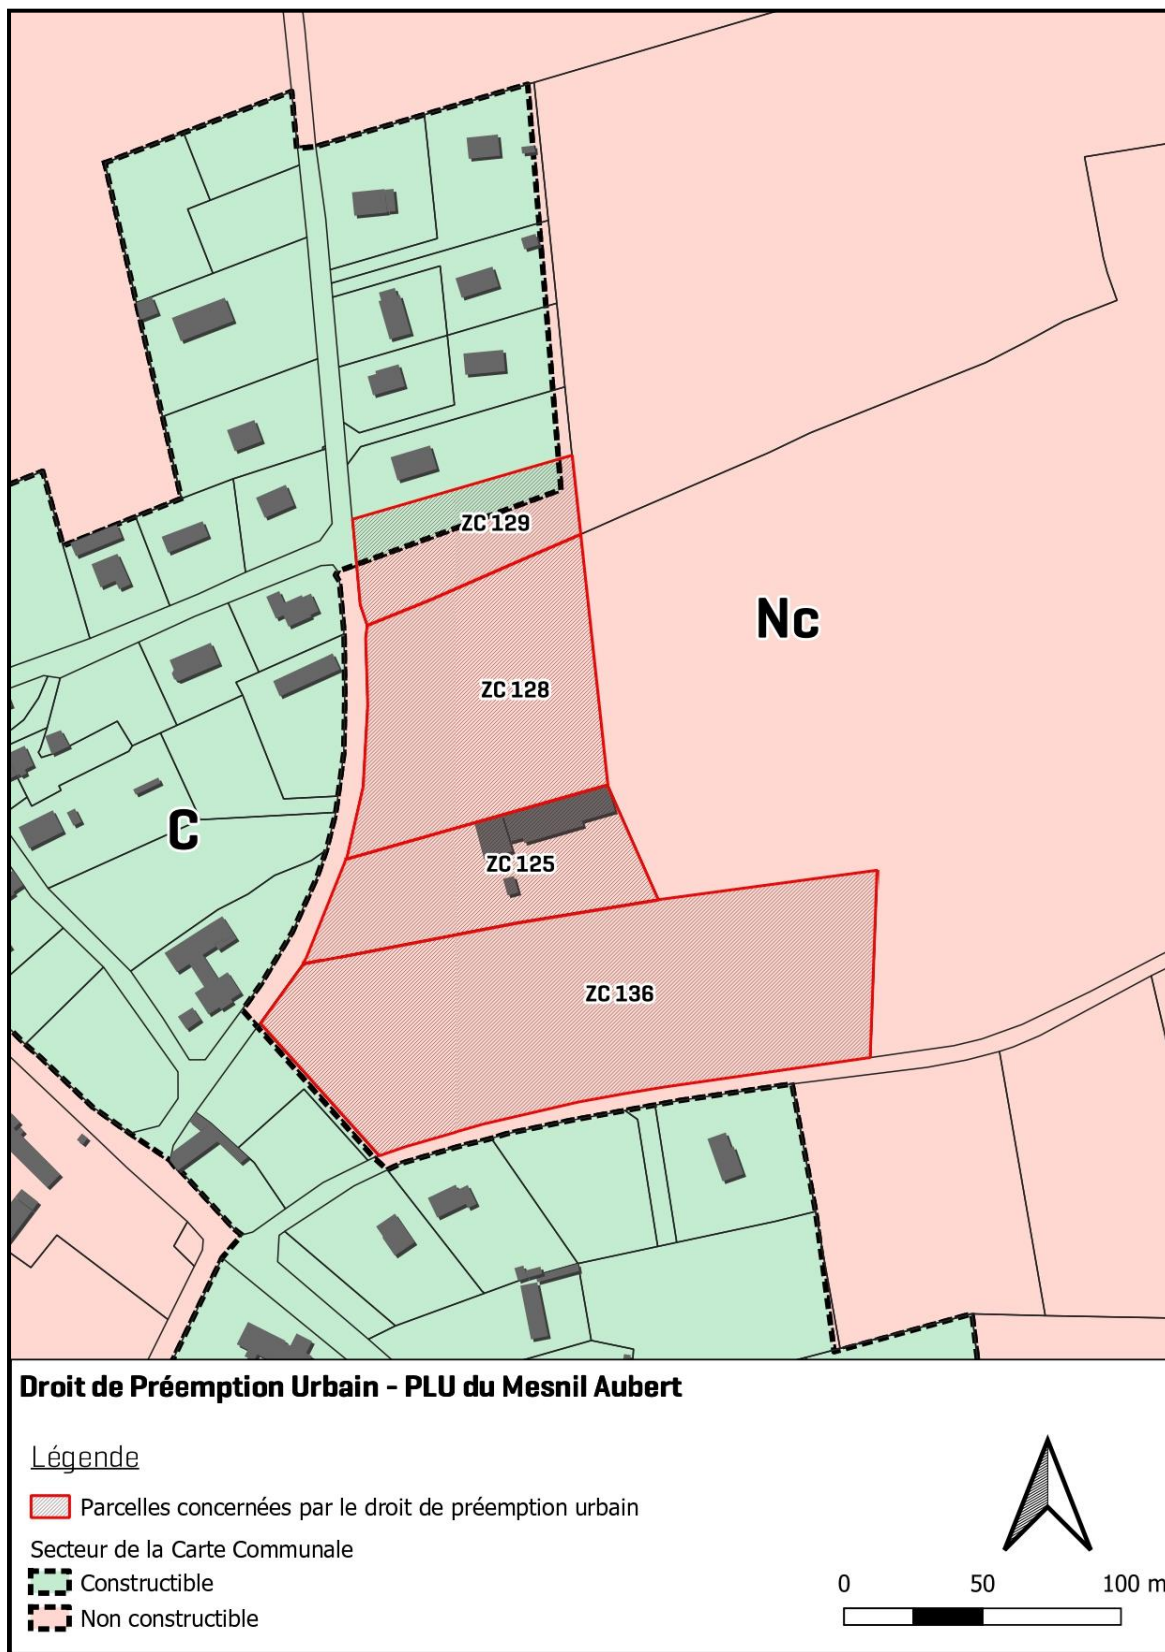 ZC 129
Nc
ZC 128
C
ZC 125
ZC 136
Droit de Préemption Urbain - PLU du Mesnil Aubert
Légende
Parcelles concernées par le droit de préemption urbain
Secteur de la Carte Communale
Constructible
Non constructible
0 50 100 m